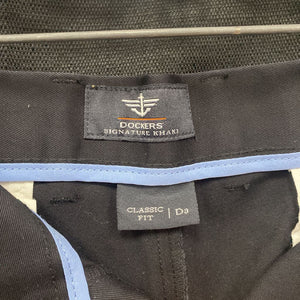 DOCKERS
SIGNATURE KHAKI
CLASSIC
FIT | D3